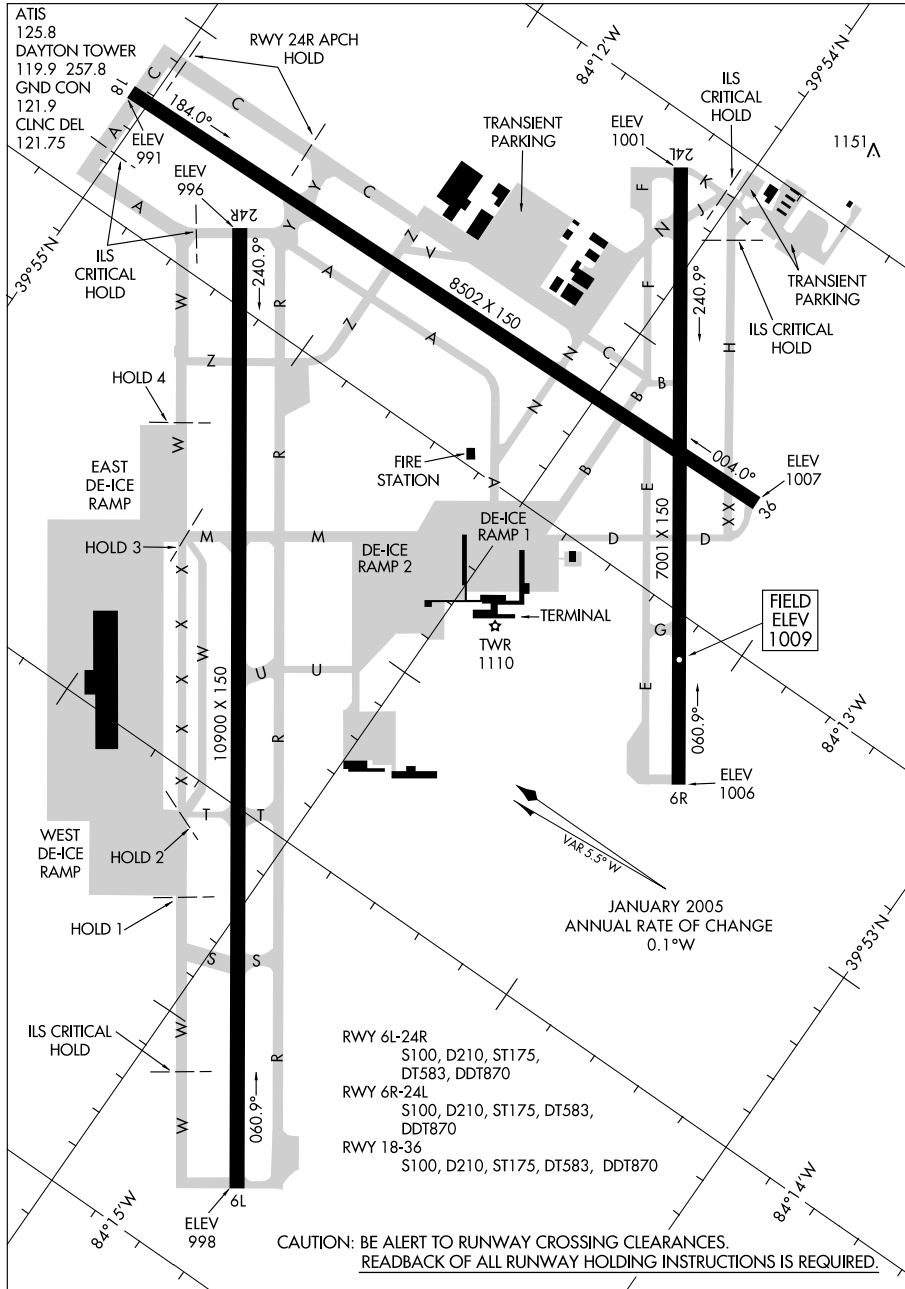 ATIS
125.8
DAYTON TOWER
119.9 257.8
GND CON
121.9
CLNC DEL
121.75
RWY 24R APCH
HOLD
84°12'W
39°54'N
ILS
CRITICAL
HOLD
1151
18
184.0°
ELEV
991
C
C
C
A
A
ELEV
996
24R
240.9°
Y
Y
TRANSIENT
PARKING
ELEV
1001
24L
K
J
L
F
F
N
240.9°
TRANSIENT
PARKING
ILS CRITICAL
HOLD
ILS
CRITICAL
HOLD
39°55'N
W
R
A
A
A
Z
Z
Z
Z
8502 X 150
N
N
N
C
B
B
B
H
HOLD 4
W
R
EAST
DE-ICE
RAMP
FIRE
STATION
004.0°
ELEV
1007
36
E
XX
HOLD 3
M
M
DE-ICE
RAMP 1
DE-ICE
RAMP 2
D
D
7001 X 150
X
X
X
X
X
W
TERMINAL
TWR
1110
G
FIELD
ELEV
1009
U
U
10900 X 150
R
E
060.9°
84°13'W
T
T
ELEV
1006
6R
WEST
DE-ICE
RAMP
HOLD 2
VAR 5.5° W
HOLD 1
JANUARY 2005
ANNUAL RATE OF CHANGE
0.1°W
39°53'N
S
S
W
ILS CRITICAL
HOLD
R
W
060.9°
RWY 6L-24R
S100, D210, ST175,
DT583, DDT870
RWY 6R-24L
S100, D210, ST175, DT583,
DDT870
RWY 18-36
S100, D210, ST175, DT583, DDT870
6L
ELEV
998
84°15'W
84°14'W
CAUTION: BE ALERT TO RUNWAY CROSSING CLEARANCES.
READBACK OF ALL RUNWAY HOLDING INSTRUCTIONS IS REQUIRED.